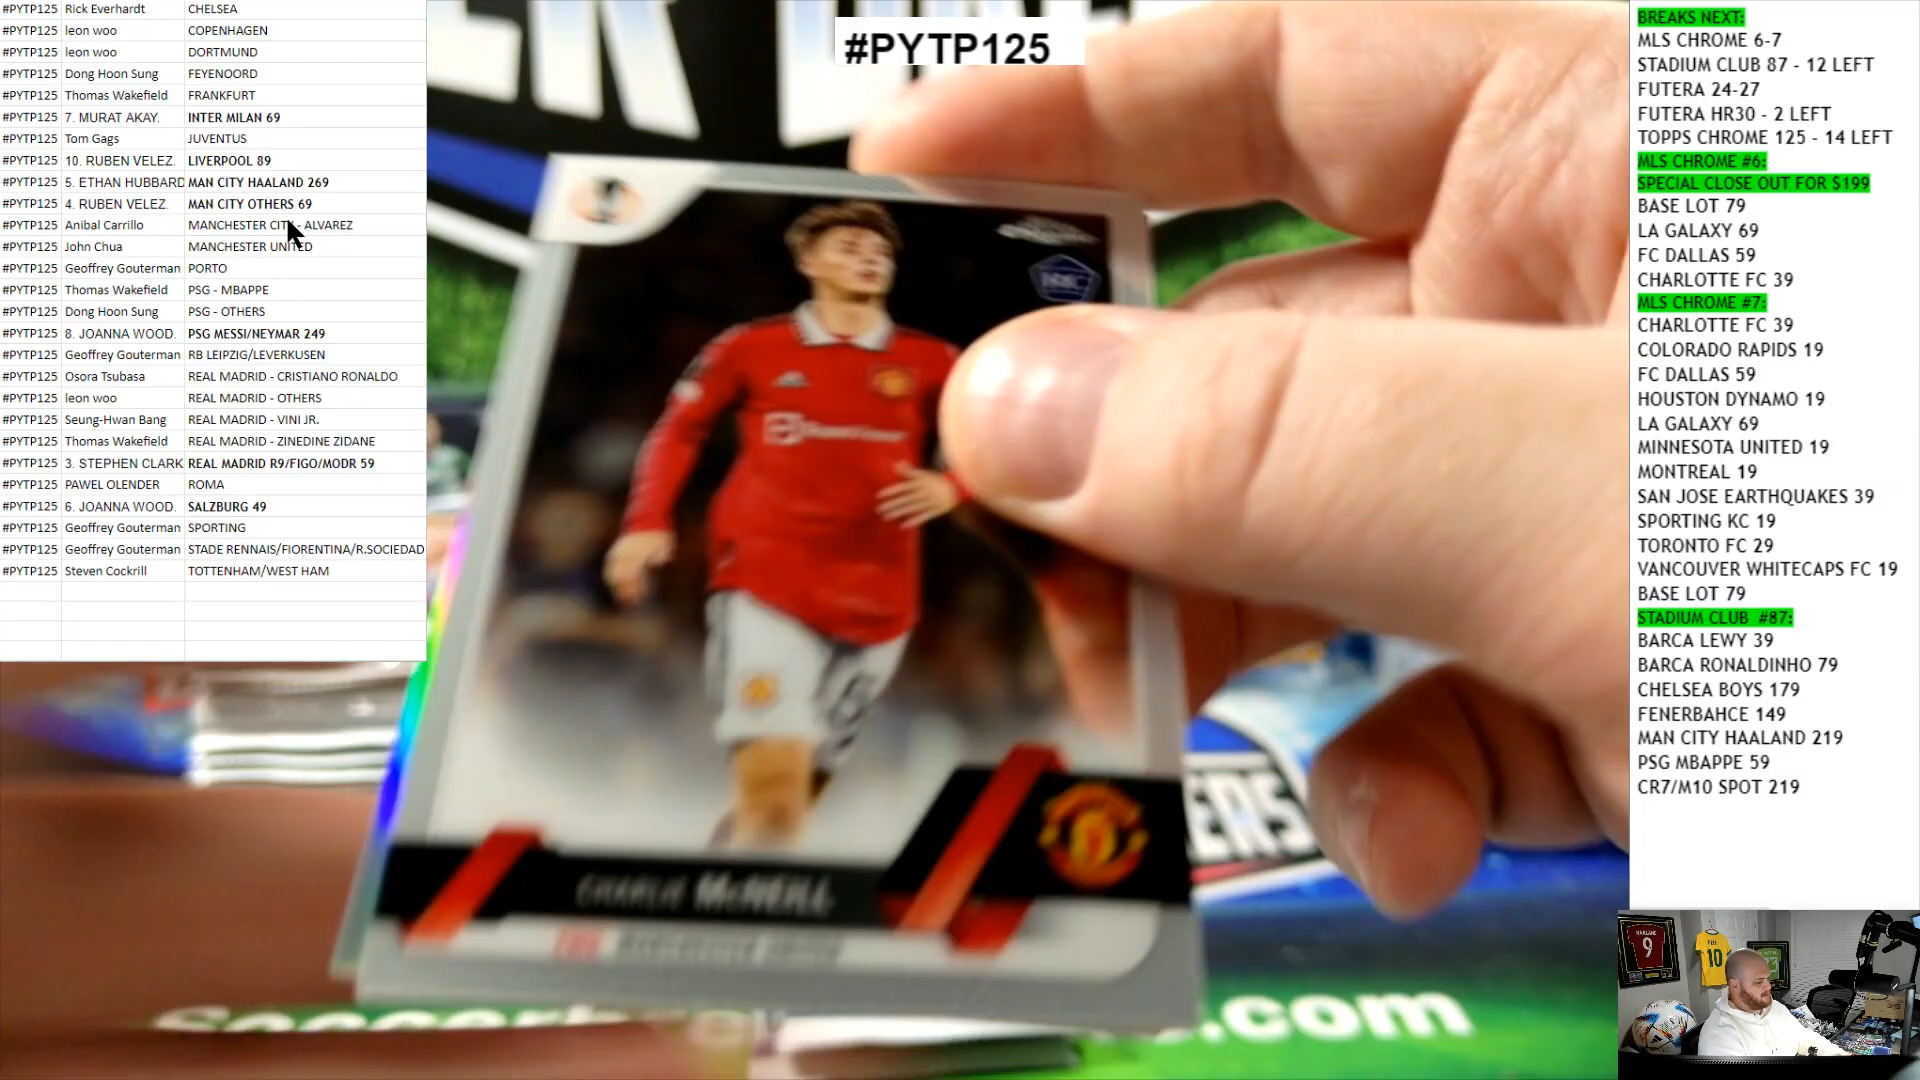 #PYTP125 Rick Everhardt CHELSEA
#PYTP125 leon woo COPENHAGEN
#PYTP125 leon woo DORTMUND
#PYTP125 Dong Hoon Sung FEYENOORD
#PYTP125 Thomas Wakefield FRANKFURT
#PYTP125 7. MURAT AKAY. INTER MILAN 69
#PYTP125 Tom Gags JUVENTUS
#PYTP125 10. RUBEN VELEZ. LIVERPOOL 89
#PYTP125 5. ETHAN HUBBARD MAN CITY HAALAND 269
#PYTP125 4. RUBEN VELEZ. MAN CITY OTHERS 69
#PYTP125 Anibal Carrillo MANCHESTER CITY - ALVAREZ
#PYTP125 John Chua MANCHESTER UNITED
#PYTP125 Geoffrey Gouterman PORTO
#PYTP125 Thomas Wakefield PSG - MBAPPE
#PYTP125 Dong Hoon Sung PSG - OTHERS
#PYTP125 8. JOANNA WOOD. PSG MESSI/NEYMAR 249
#PYTP125 Geoffrey Gouterman RB LEIPZIG/LEVERKUSEN
#PYTP125 Osora Tsubasa REAL MADRID - CRISTIANO RONALDO
#PYTP125 leon woo REAL MADRID - OTHERS
#PYTP125 Seung-Hwan Bang REAL MADRID - VINI JR.
#PYTP125 Thomas Wakefield REAL MADRID - ZINEDINE ZIDANE
#PYTP125 3. STEPHEN CLARK REAL MADRID R9/FIGO/MODR 59
#PYTP125 PAWEL OLENDER ROMA
#PYTP125 6. JOANNA WOOD. SALZBURG 49
#PYTP125 Geoffrey Gouterman SPORTING
#PYTP125 Geoffrey Gouterman STADE RENNAIS/FIORENTINA/R.SOCIEDAD
#PYTP125 Steven Cockrill TOTTENHAM/WEST HAM
#PYTP125
CHARLIE McNEILL
MANCHESTER UNITED
.com
BREAKS NEXT:
MLS CHROME 6-7
STADIUM CLUB 87 - 12 LEFT
FUTERA 24-27
FUTERA HR30 - 2 LEFT
TOPPS CHROME 125 - 14 LEFT
MLS CHROME #6:
SPECIAL CLOSE OUT FOR $199
BASE LOT 79
LA GALAXY 69
FC DALLAS 59
CHARLOTTE FC 39
MLS CHROME #7:
CHARLOTTE FC 39
COLORADO RAPIDS 19
FC DALLAS 59
HOUSTON DYNAMO 19
LA GALAXY 69
MINNESOTA UNITED 19
MONTREAL 19
SAN JOSE EARTHQUAKES 39
SPORTING KC 19
TORONTO FC 29
VANCOUVER WHITECAPS FC 19
BASE LOT 79
STADIUM CLUB #87:
BARCA LEWY 39
BARCA RONALDINHO 79
CHELSEA BOYS 179
FENERBAHCE 149
MAN CITY HAALAND 219
PSG MBAPPE 59
CR7/M10 SPOT 219
HAALAND
9
10